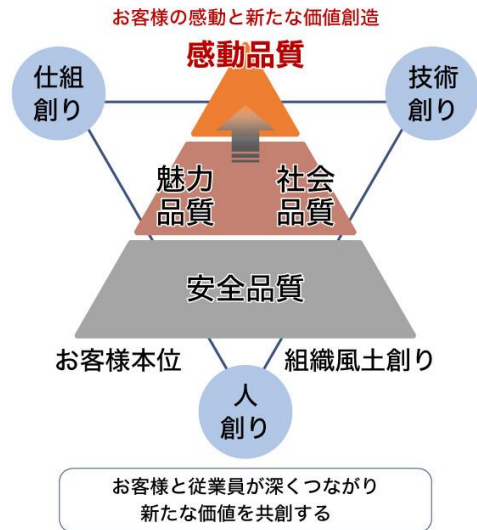 お客様の感動と新たな価値創造
感動品質
仕組
創り
技術
創り
魅力
品質
社会
品質
安全品質
お客様本位
組織風土創り
人
創り
お客様と従業員が深くつながり
新たな価値を共創する